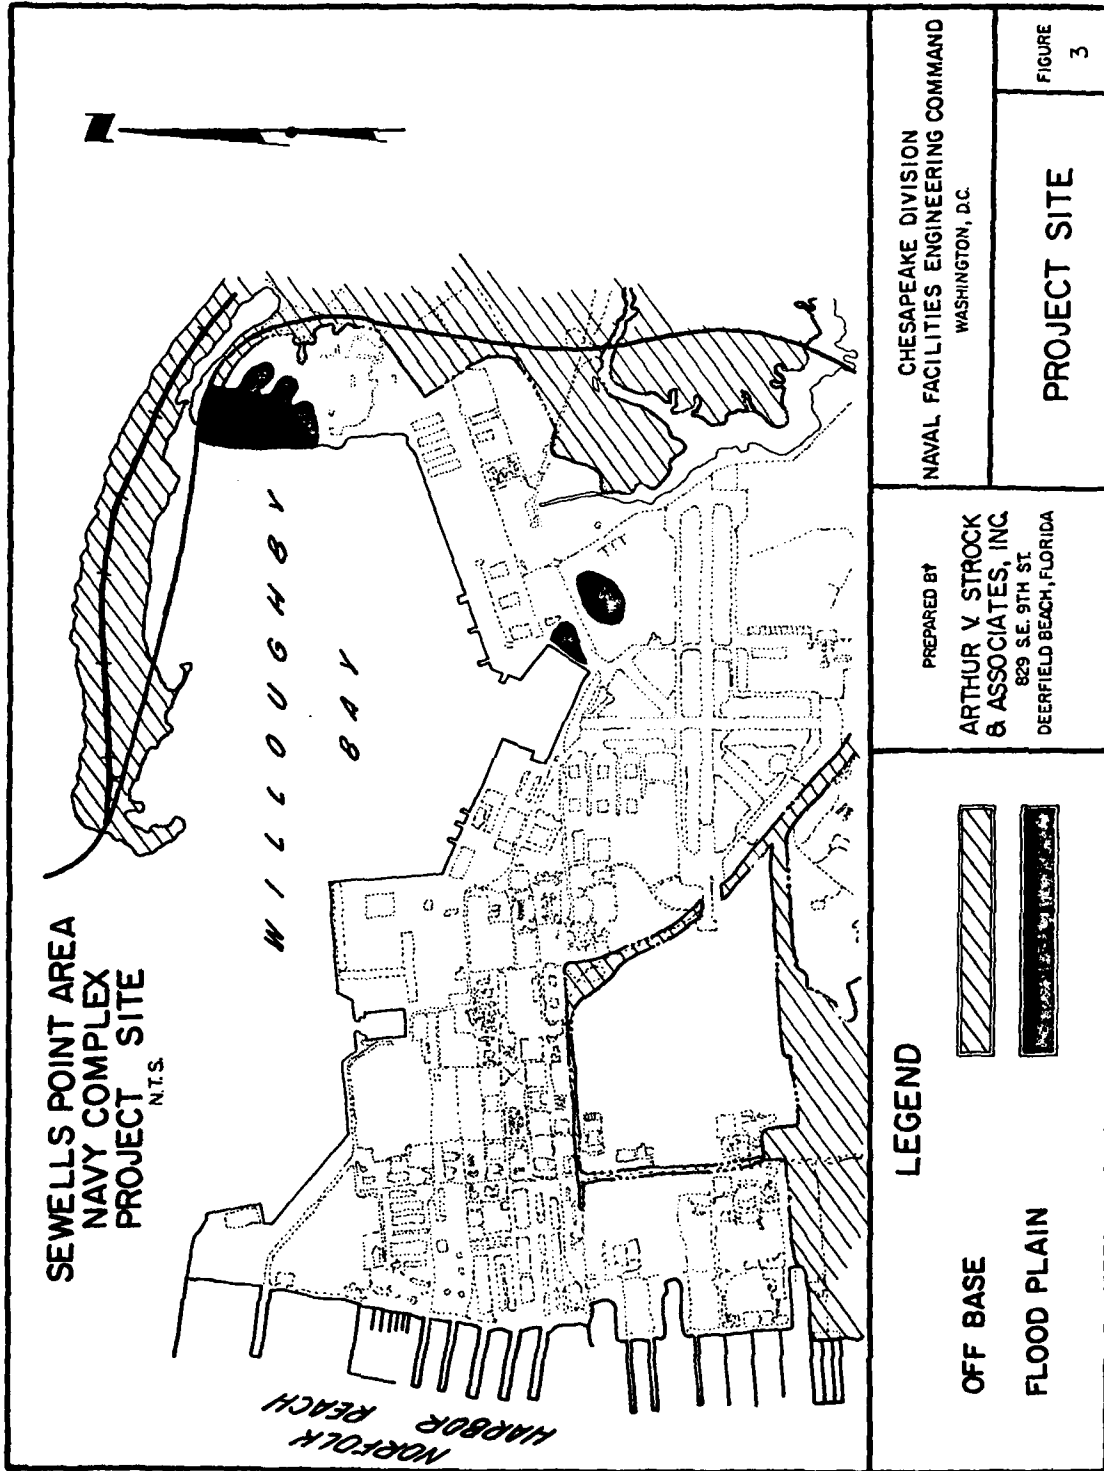 SEWELLS POINT AREA
NAVY COMPLEX
PROJECT SITE
N.T.S.
N
WILLOUGHBY
BAY
NORFOLK
HARBOR
REACH
LEGEND
OFF BASE
FLOOD PLAIN
PREPARED BY
ARTHUR V. STROCK
& ASSOCIATES, INC.
829 S.E. 9TH ST.
DEERFIELD BEACH, FLORIDA
CHESAPEAKE DIVISION
NAVAL FACILITIES ENGINEERING COMMAND
WASHINGTON, D.C.
PROJECT SITE
FIGURE
3